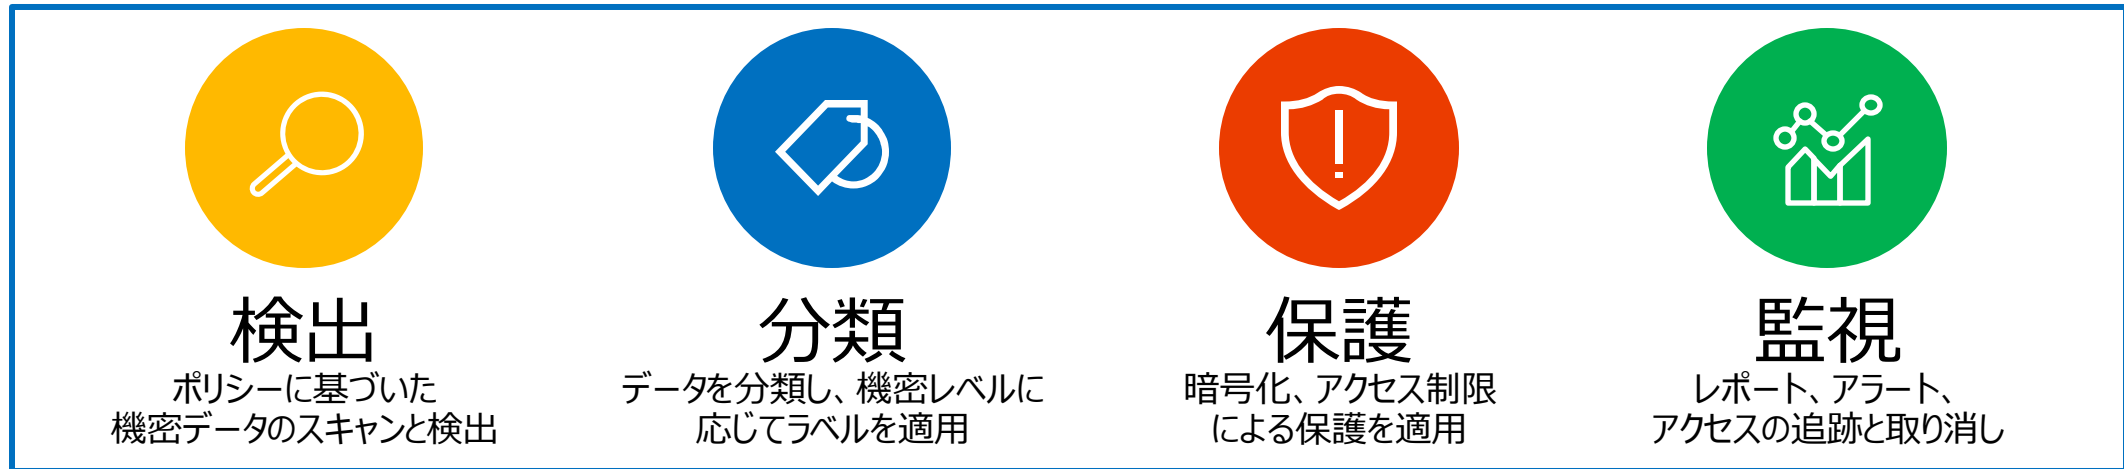 検出
ポリシーに基づいた
機密データのスキャンと検出
分類
データを分類し、機密レベルに
応じてラベルを適用
保護
暗号化、アクセス制限
による保護を適用
監視
レポート、アラート、
アクセスの追跡と取り消し